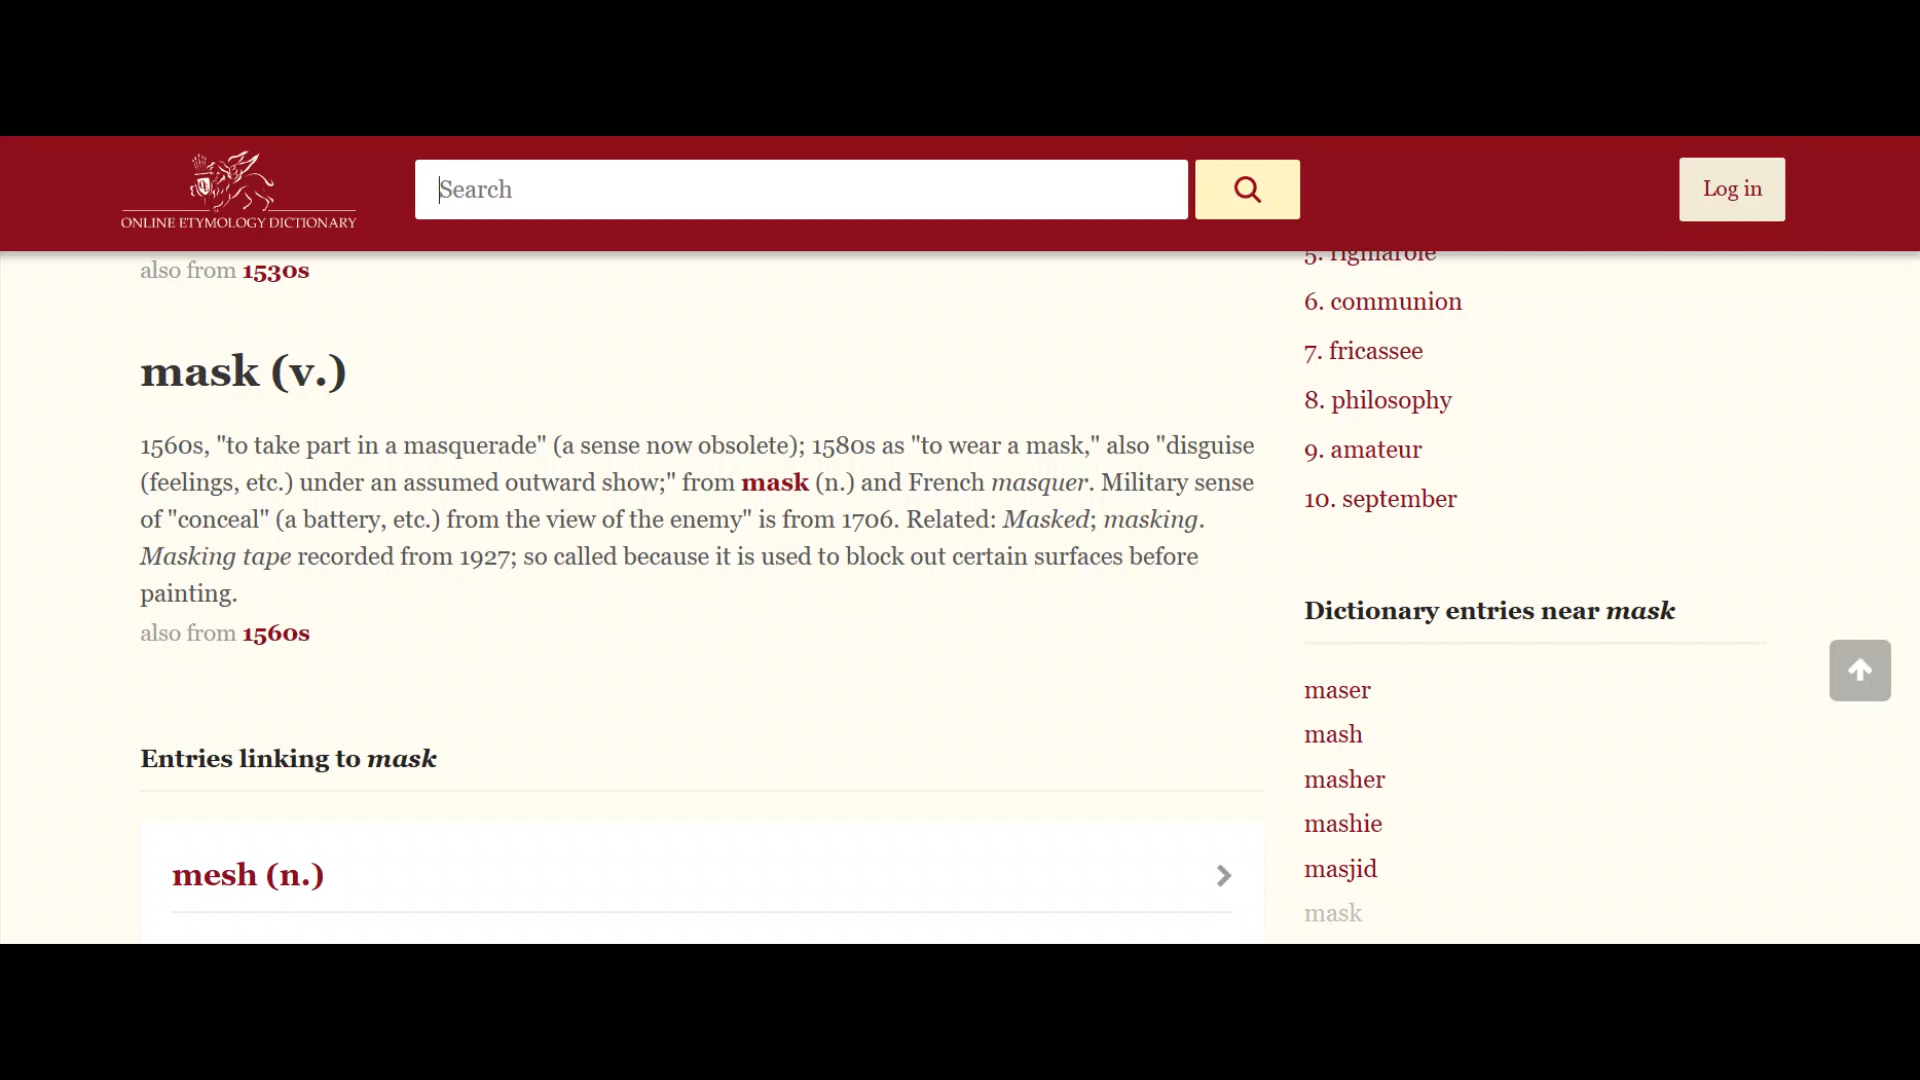 Search
Log in
ONLINE ETYMOLOGY DICTIONARY
also from 1530s
mask (v.)
1560s, "to take part in a masquerade" (a sense now obsolete); 1580s as "to wear a mask," also "disguise
(feelings, etc.) under an assumed outward show;" from mask (n.) and French masquer. Military sense
of "conceal" (a battery, etc.) from the view of the enemy" is from 1706. Related: Masked; masking.
Masking tape recorded from 1927; so called because it is used to block out certain surfaces before
painting.
also from 1560s
Entries linking to mask
mesh (n.)
5. rigmarole
6. communion
7. fricassee
8. philosophy
9. amateur
10. september
Dictionary entries near mask
maser
mash
masher
mashie
masjid
mask